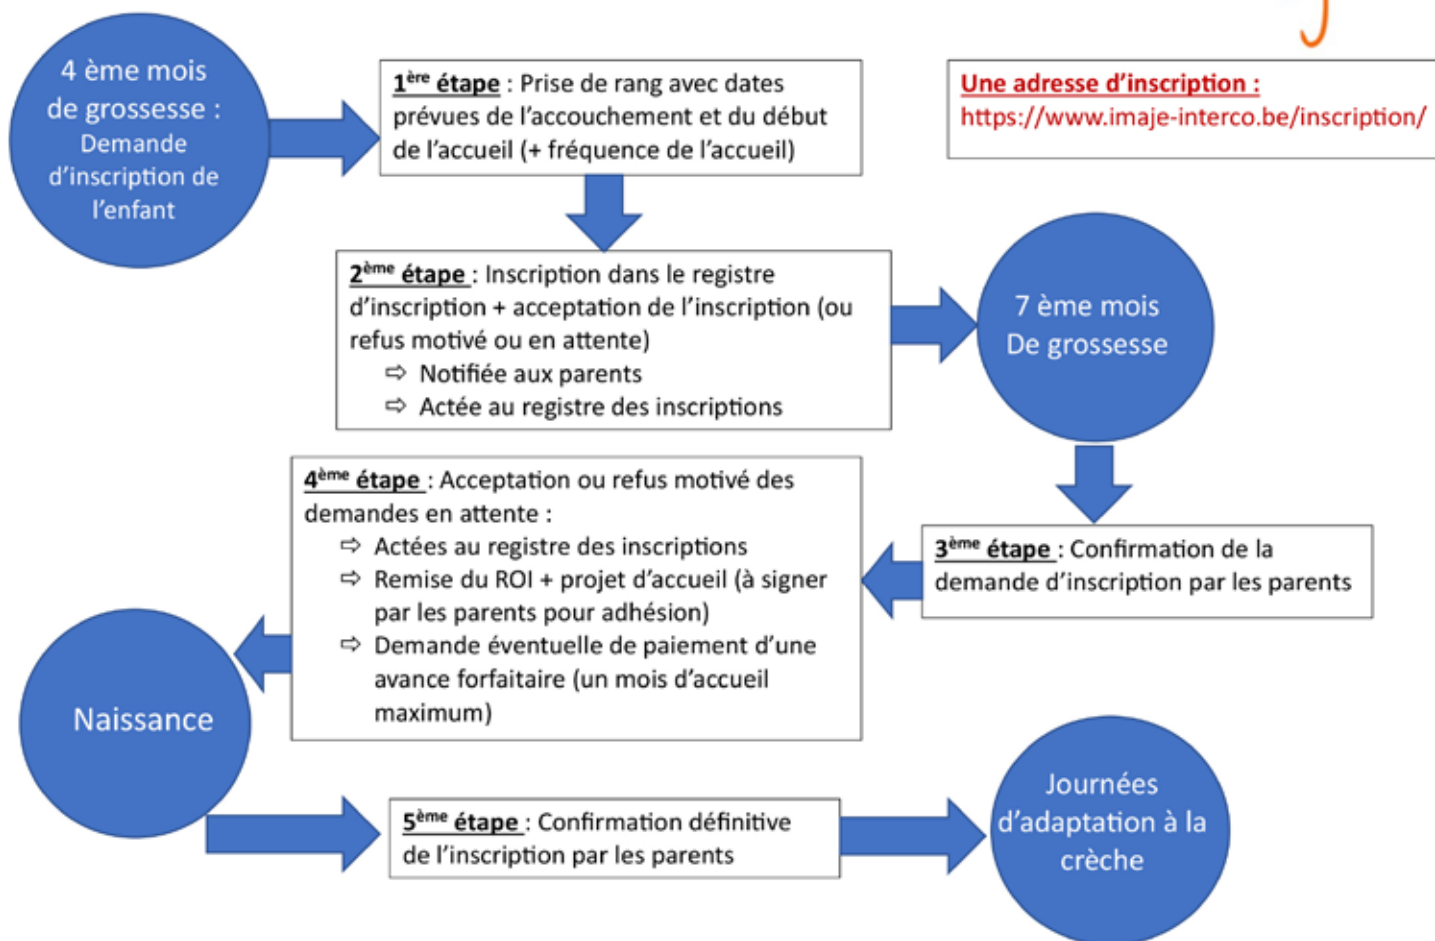 4 ème mois
de grossesse :
Demande
d'inscription de
l'enfant
1ère étape : Prise de rang avec dates
prévues de l'accouchement et du début
de l'accueil (+ fréquence de l'accueil)
Une adresse d'inscription :
https://www.imaje-interco.be/inscription/
2ème étape : Inscription dans le registre
d'inscription + acceptation de l'inscription (ou
refus motivé ou en attente)
⇨ Notifiée aux parents
⇨ Actée au registre des inscriptions
7 ème mois
De grossesse
3ème étape : Confirmation de la
demande d'inscription par les parents
4ème étape : Acceptation ou refus motivé des
demandes en attente :
⇨ Actées au registre des inscriptions
⇨ Remise du ROI + projet d'accueil (à signer
par les parents pour adhésion)
⇨ Demande éventuelle de paiement d'une
avance forfaitaire (un mois d'accueil
maximum)
Naissance
5ème étape : Confirmation définitive
de l'inscription par les parents
Journées
d'adaptation à la
crèche